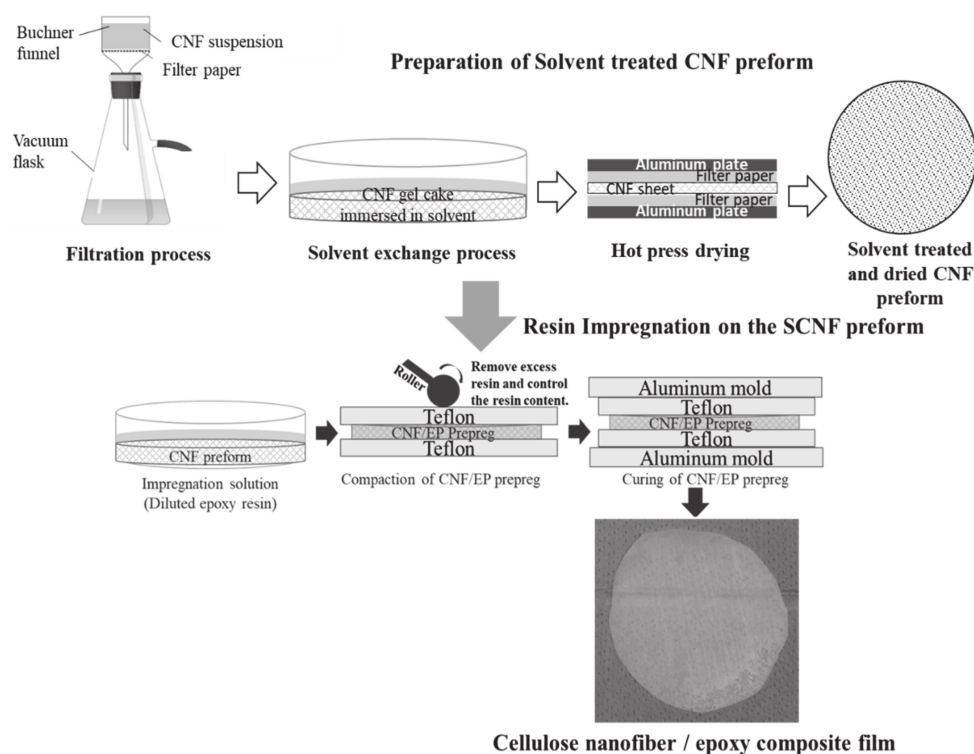 Buchner
funnel
CNF suspension
Filter paper
Vacuum
flask
Filtration process
Preparation of Solvent treated CNF preform
CNF gel cake
immersed in solvent
Solvent exchange process
Aluminum plate
Filter paper
CNF sheet
Filter paper
Aluminum plate
Hot press drying
Solvent treated
and dried CNF
preform
Resin Impregnation on the SCNF preform
CNF preform
Impregnation solution
(Diluted epoxy resin)
Roller
Remove excess
resin and control
the resin content.
Teflon
CNF/EP Prepreg
Teflon
Compaction of CNF/EP prepreg
Aluminum mold
Teflon
CNF/EP Prepreg
Teflon
Aluminum mold
Curing of CNF/EP prepreg
Cellulose nanofiber / epoxy composite film